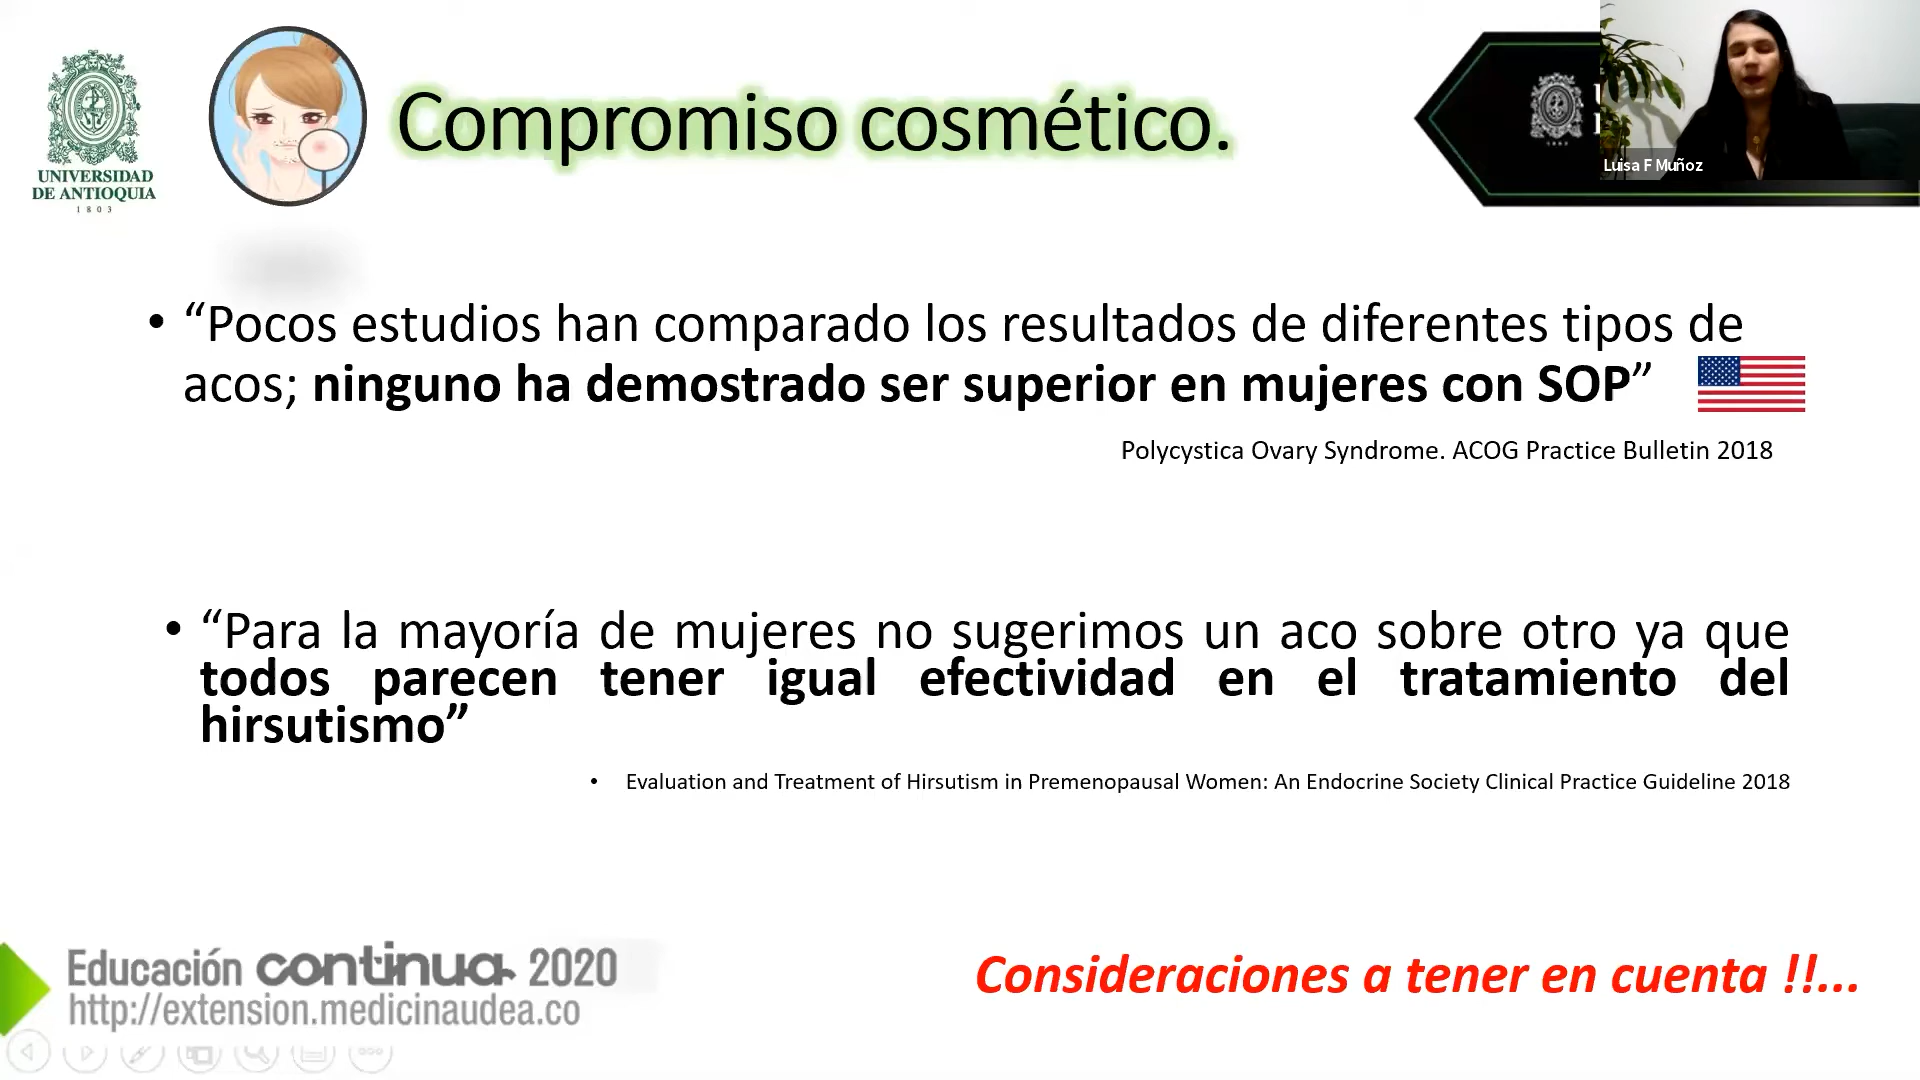 UNIVERSIDAD
DE ANTIOQUIA
1803
Compromiso cosmético.
Luisa F Muñoz
• “Pocos estudios han comparado los resultados de diferentes tipos de
acos; ninguno ha demostrado ser superior en mujeres con SOP”
Polycystica Ovary Syndrome. ACOG Practice Bulletin 2018
• “Para la mayoría de mujeres no sugerimos un aco sobre otro ya que
todos parecen tener igual efectividad en el tratamiento del
hirsutismo”
• Evaluation and Treatment of Hirsutism in Premenopausal Women: An Endocrine Society Clinical Practice Guideline 2018
Educación continua 2020
http://extension.medicinaudea.co
Consideraciones a tener en cuenta !!...